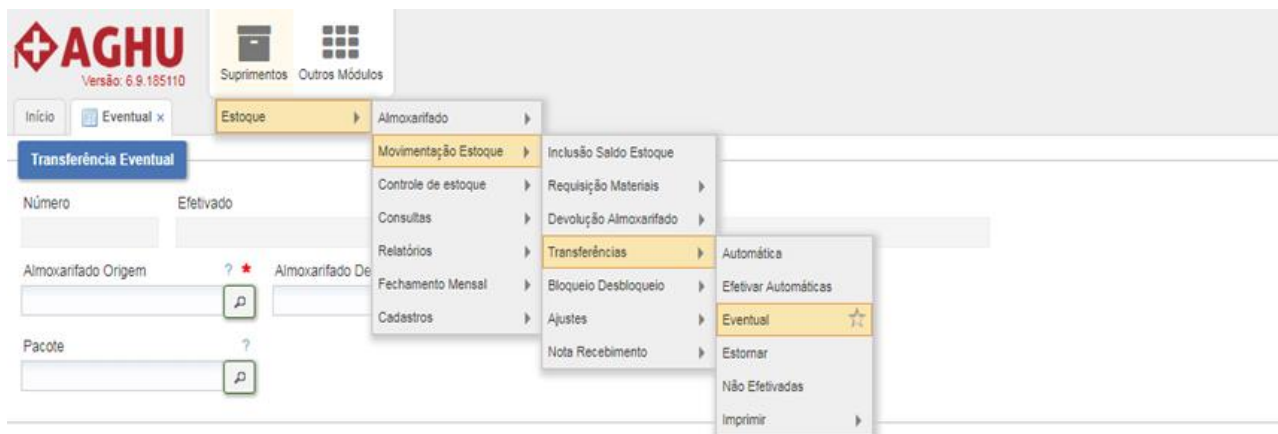 AGHU
Versão: 6.9.185110
Suprimentos Outros Módulos
Início Eventual × Estoque Almoxarifado
Transferência Eventual Movimentação Estoque Inclusão Saldo Estoque
Controle de estoque Requisição Materiais
Número Efetivado
Consultas Devolução Almoxarifado
Relatórios Transferências Automática
Almoxarifado Origem ? * Almoxarifado De
Fechamento Mensal Bloqueio Desbloqueio Efetivar Automáticas
Cadastros Ajustes Eventual
Pacote ?
Nota Recebimento Estornar
Não Efetivadas
Imprimir